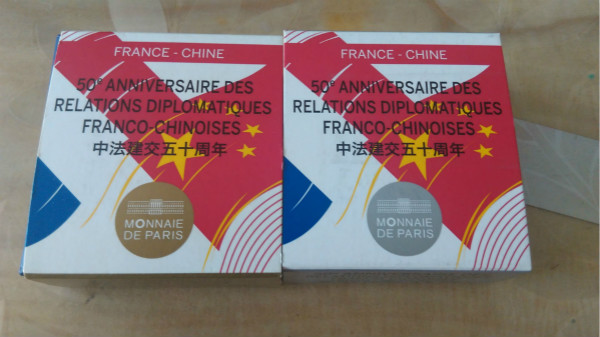 FRANCE - CHINE
50e ANNIVERSAIRE DES
RELATIONS DIPLOMATIQUES
FRANCO-CHINOISES
中法建交五十周年
MONNAIE
DE PARIS
FRANCE - CHINE
50e ANNIVERSAIRE DES
RELATIONS DIPLOMATIQUES
FRANCO-CHINOISES
中法建交五十周年
MONNAIE
DE PARIS